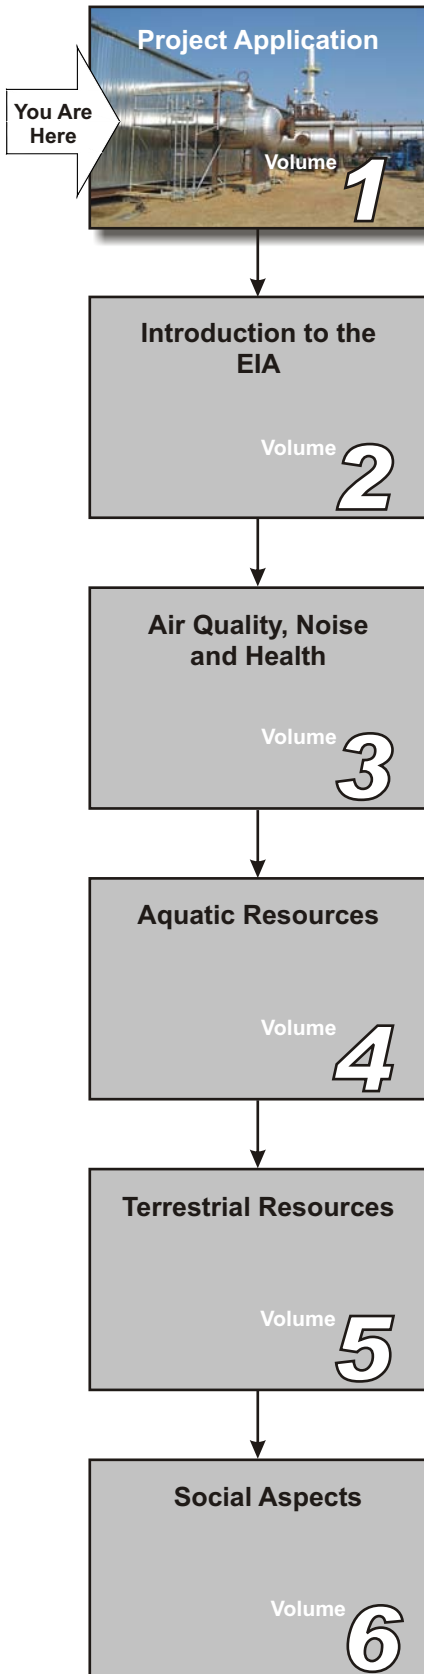 Project Application
You Are
Here
Volume 1
Introduction to the
EIA
Volume 2
Air Quality, Noise
and Health
Volume 3
Aquatic Resources
Volume 4
Terrestrial Resources
Volume 5
Social Aspects
Volume 6